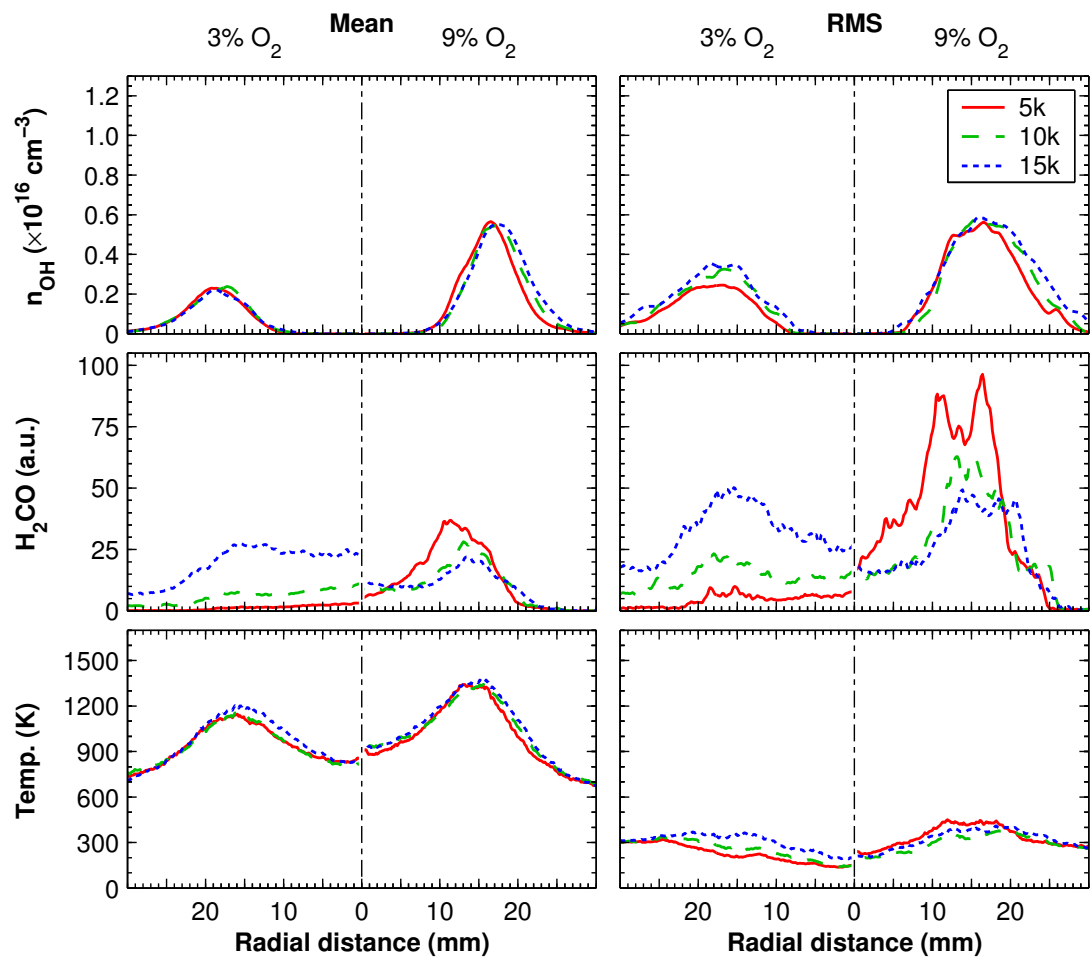 Mean RMS
3% O₂ 9% O₂ 3% O₂ 9% O₂
n_OH (×10¹⁶ cm⁻³)
1.2
1.0
0.8
0.6
0.4
0.2
0
5k
10k
15k
H₂CO (a.u.)
100
75
50
25
0
Temp. (K)
1500
1200
900
600
300
0
20 10 0 10 20 20 10 0 10 20
Radial distance (mm) Radial distance (mm)